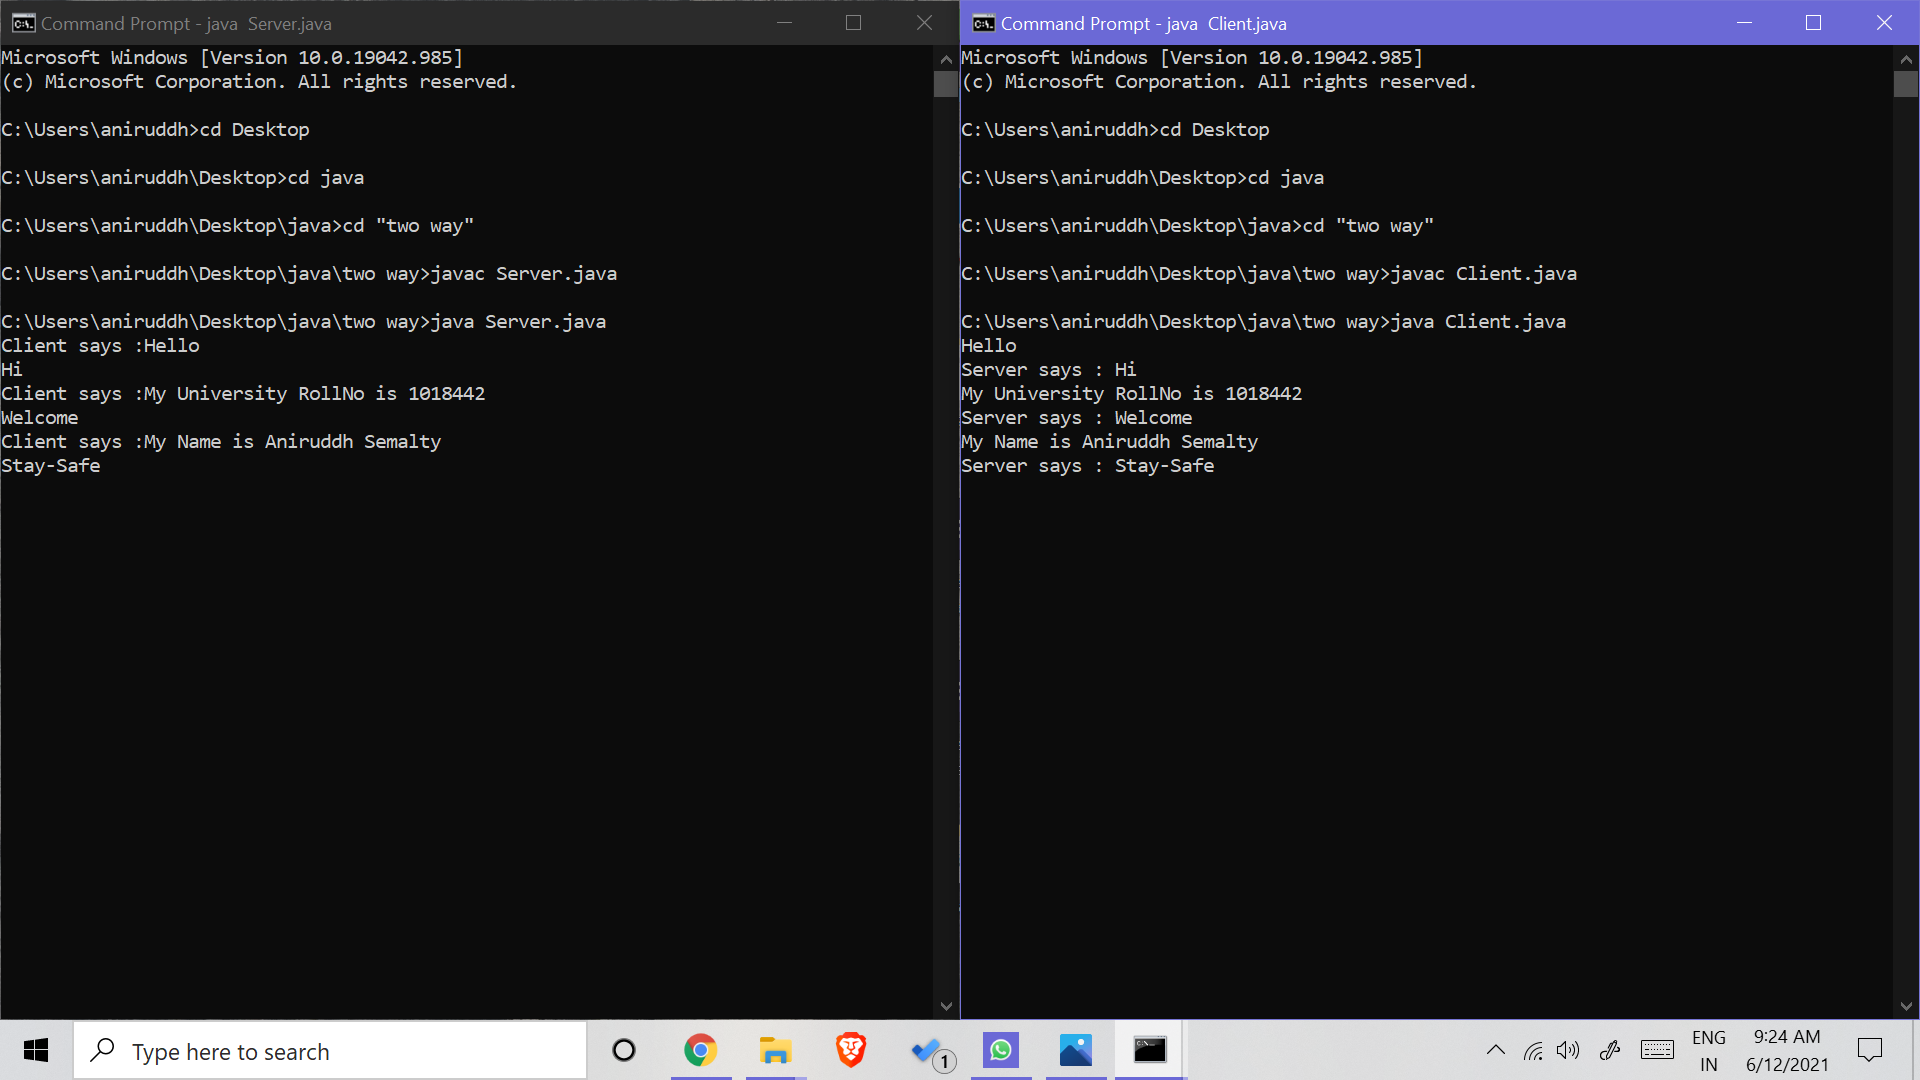 Command Prompt - java  Server.java
Microsoft Windows [Version 10.0.19042.985]
(c) Microsoft Corporation. All rights reserved.
C:\Users\aniruddh>cd Desktop
C:\Users\aniruddh\Desktop>cd java
C:\Users\aniruddh\Desktop\java>cd "two way"
C:\Users\aniruddh\Desktop\java\two way>javac Server.java
C:\Users\aniruddh\Desktop\java\two way>java Server.java
Client says :Hello
Hi
Client says :My University RollNo is 1018442
Welcome
Client says :My Name is Aniruddh Semalty
Stay-Safe
Command Prompt - java  Client.java
Microsoft Windows [Version 10.0.19042.985]
(c) Microsoft Corporation. All rights reserved.
C:\Users\aniruddh>cd Desktop
C:\Users\aniruddh\Desktop>cd java
C:\Users\aniruddh\Desktop\java>cd "two way"
C:\Users\aniruddh\Desktop\java\two way>javac Client.java
C:\Users\aniruddh\Desktop\java\two way>java Client.java
Hello
Server says : Hi
My University RollNo is 1018442
Server says : Welcome
My Name is Aniruddh Semalty
Server says : Stay-Safe
Type here to search
1
ENG
IN
9:24 AM
6/12/2021